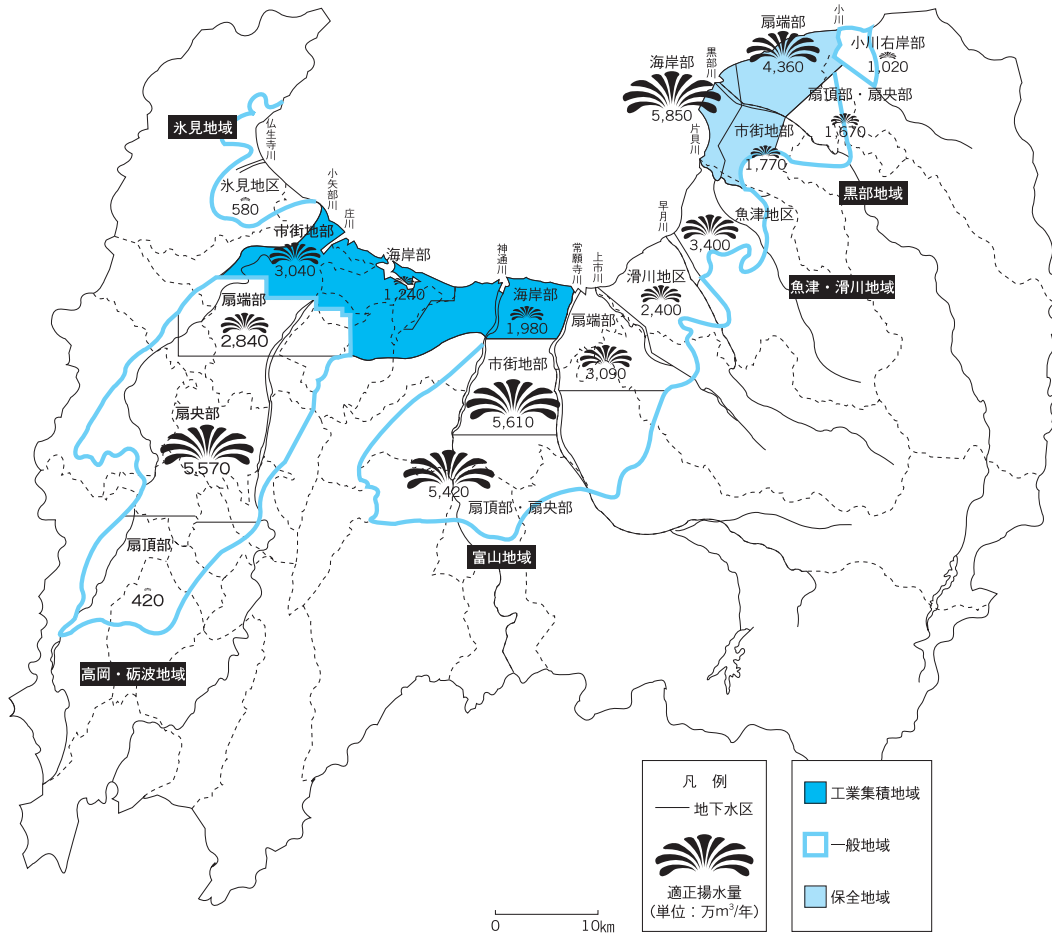 氷見地域
仏生寺川
氷見地区
580
小矢部川
庄川
市街地部
3,040
海岸部
1,240
扇端部
2,840
扇央部
5,570
扇頂部
420
高岡・砺波地域
神通川
常願寺川
上市川
海岸部
1,980
扇端部
3,090
市街地部
5,610
5,420
扇頂部 扇央部
富山地域
早月川
滑川地区
2,400
魚津地区
3,400
魚津・滑川地域
片貝川
黒部川
海岸部
5,850
扇端部
4,360
小川
小川右岸部
1,020
扇頂部・扇央部
1,670
市街地部
1,770
黒部地域
凡 例
地下水区
適正揚水量
(単位：万m³/年)
工業集積地域
一般地域
保全地域
0 10km